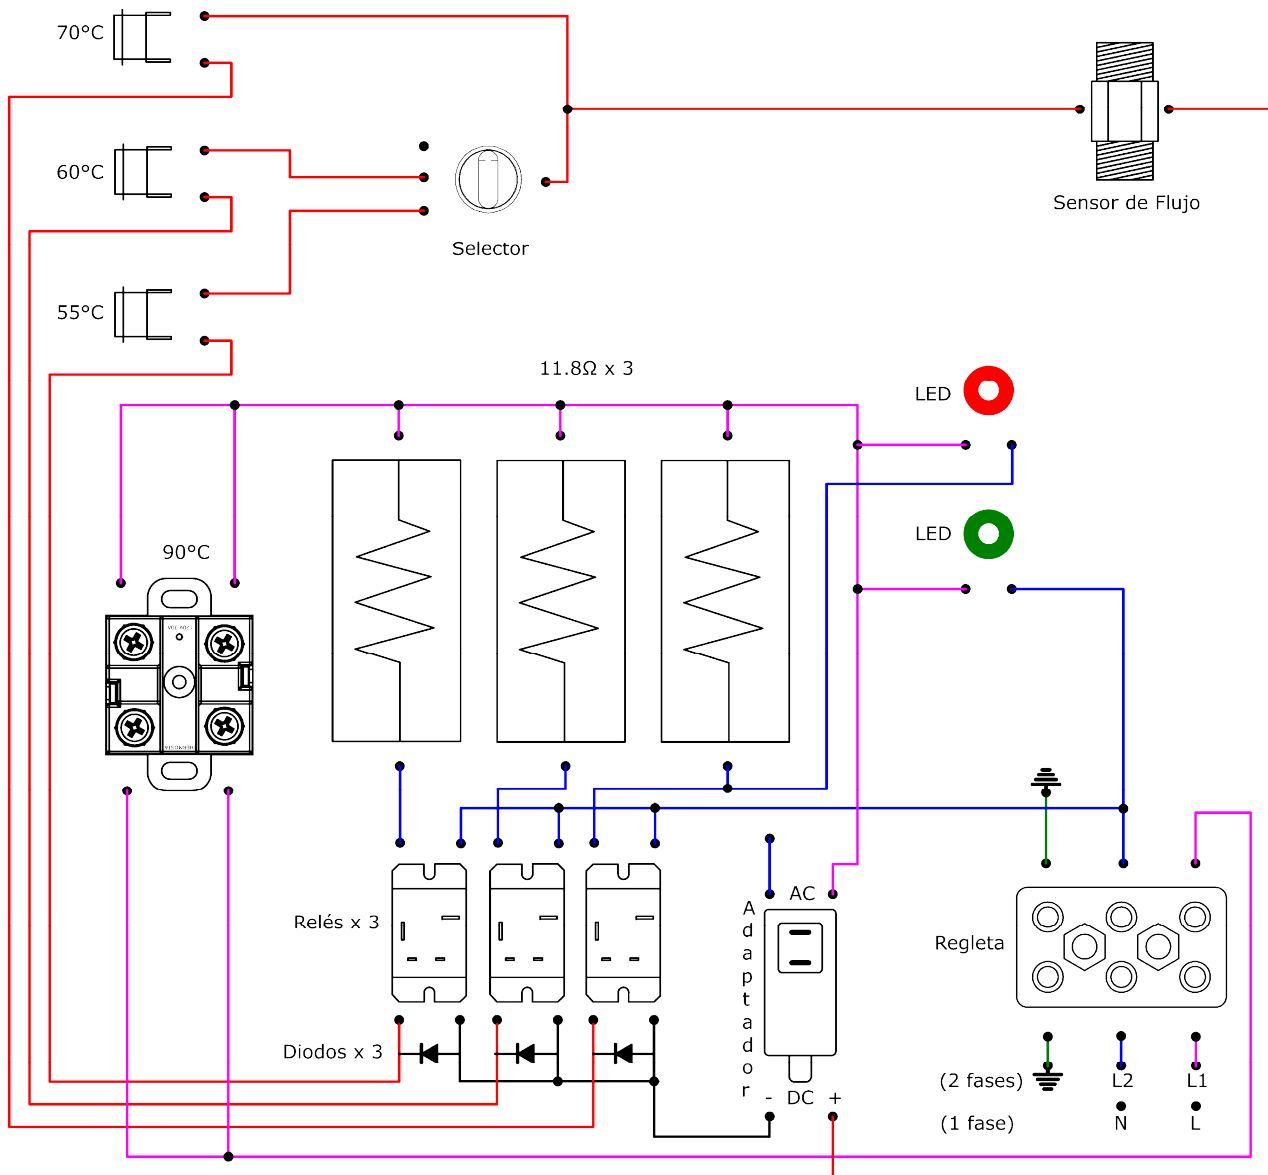 70°C
60°C
Sensor de Flujo
Selector
55°C
11.8Ω x 3
LED
LED
90°C
Relés x 3
Adaptador
AC
Regleta
Diodos x 3
- DC +
(2 fases)
L2
L1
(1 fase)
N
L